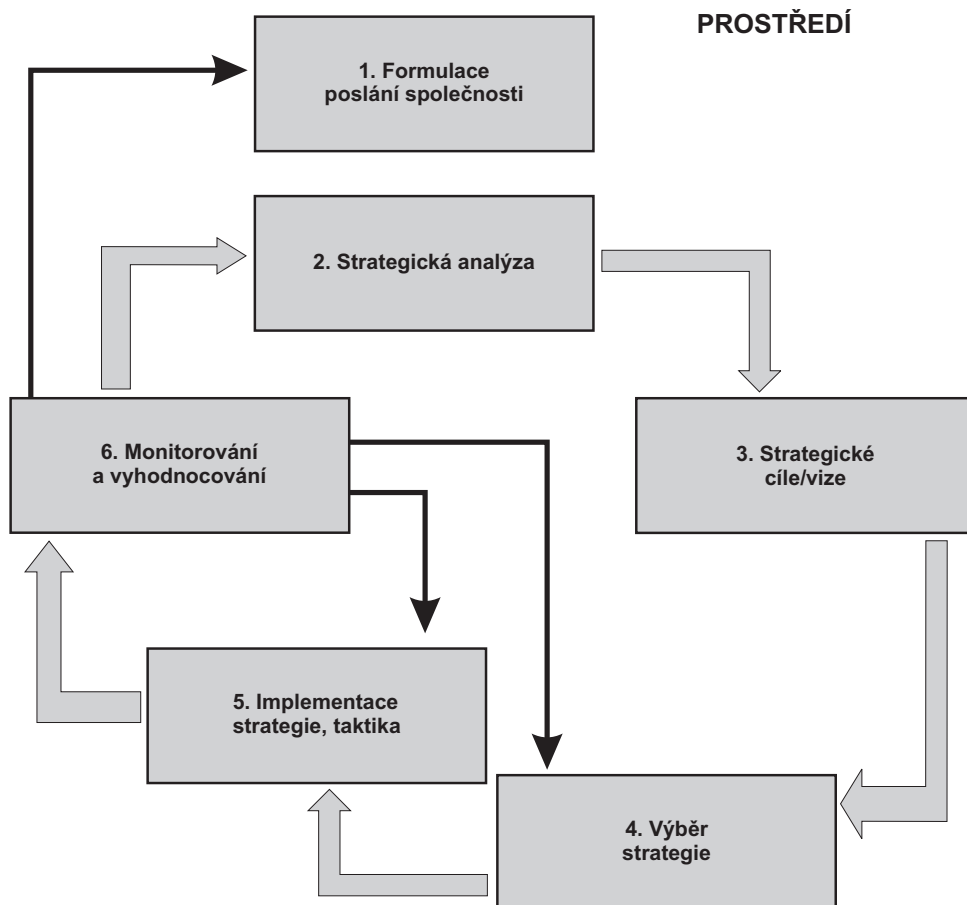 PROSTŘEDÍ
1. Formulace
poslání společnosti
2. Strategická analýza
3. Strategické
cíle/vize
4. Výběr
strategie
5. Implementace
strategie, taktika
6. Monitorování
a vyhodnocování